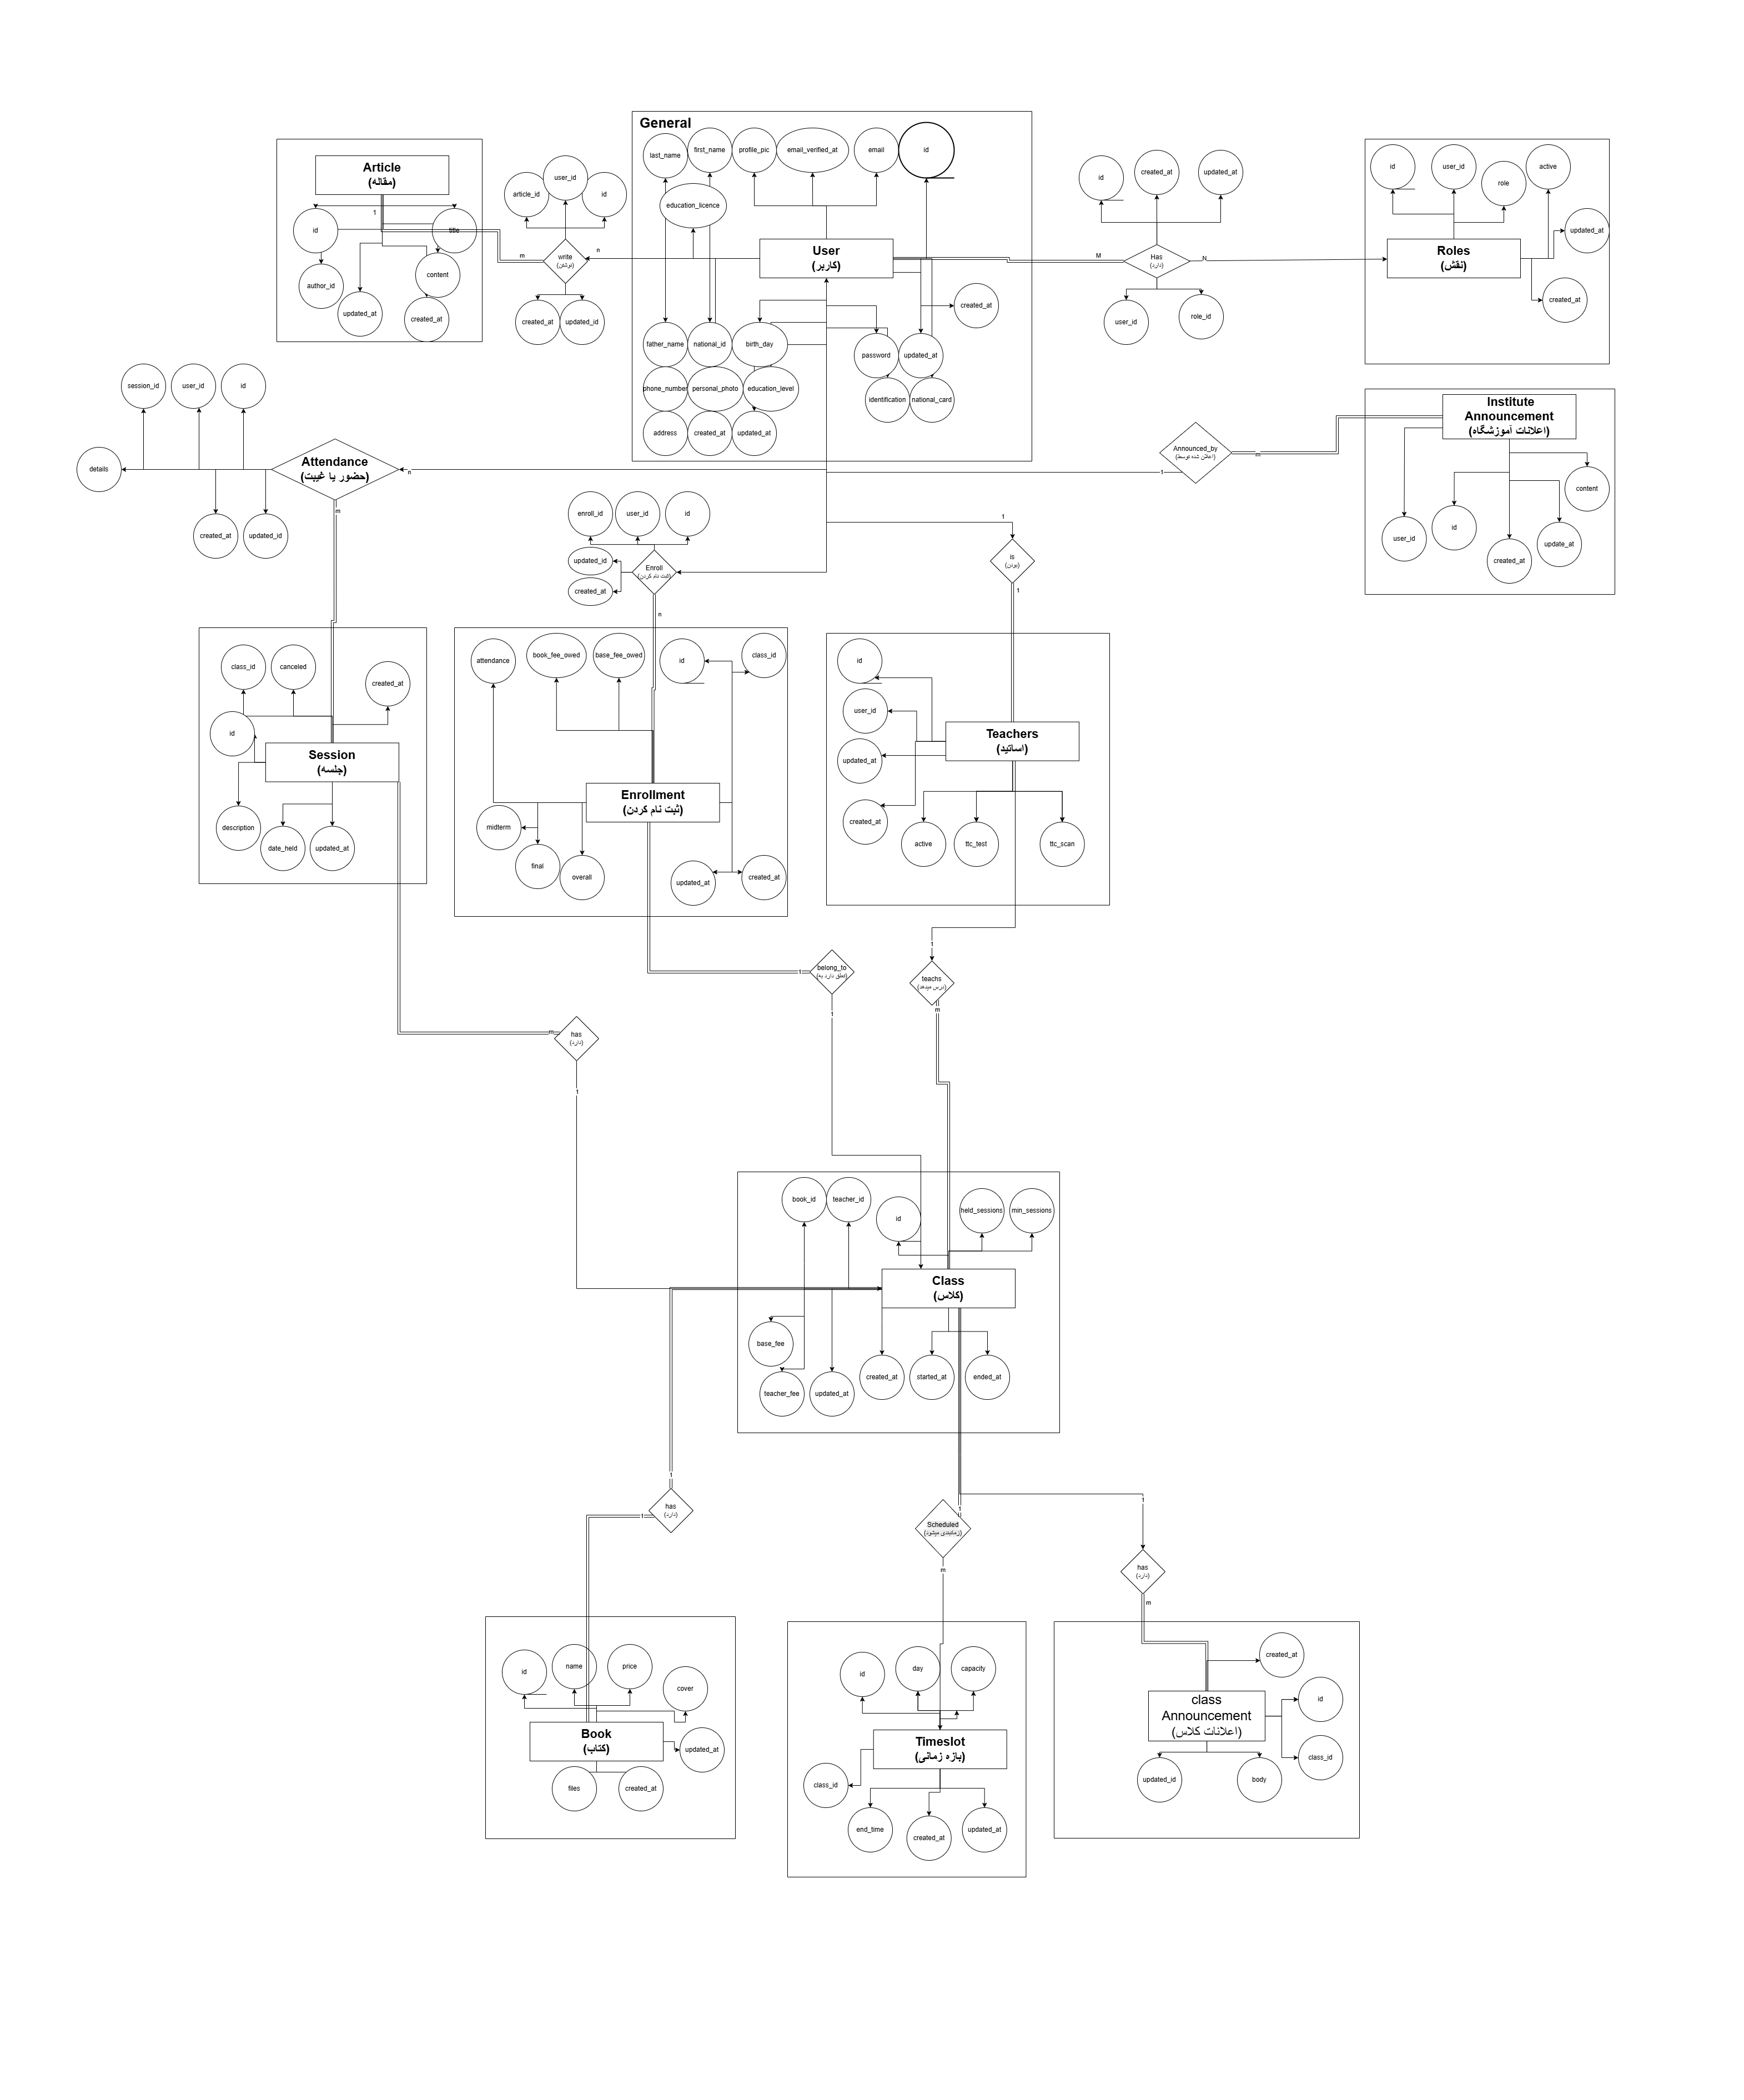 General
last_name
first_name
profile_pic
email_verified_at
email
id
education_licence
User
(کاربر)
created_at
father_name
national_id
birth_day
password
updated_at
phone_number
personal_photo
education_level
identification
national_card
address
created_at
updated_at
Article
(مقاله)
1
id
title
author_id
content
updated_at
created_at
article_id
user_id
id
m
write
(نوشتن)
n
created_at
updated_id
id
created_at
updated_at
M
Has
(دارد)
N
user_id
role_id
id
user_id
role
active
updated_at
Roles
(نقش)
created_at
session_id
user_id
id
details
Attendance
(حضور یا غیبت)
n
m
created_at
updated_id
Announced_by
(اعلان شده توسط)
m
1
Institute
Announcement
(اعلانات آموزشگاه)
content
user_id
id
update_at
created_at
enroll_id
user_id
id
updated_id
created_at
Enroll
(ثبت نام کردن)
n
1
is
(بودن)
1
class_id
canceled
created_at
id
Session
(جلسه)
description
date_held
updated_at
attendance
book_fee_owed
base_fee_owed
id
class_id
Enrollment
(ثبت نام کردن)
midterm
final
overall
updated_at
created_at
id
user_id
Teachers
(اساتید)
updated_at
created_at
active
ttc_test
ttc_scan
1
belong_to
(تعلق دارد به)
1
1
teachs
(درس میدهد)
m
m
has
(دارد)
1
book_id
teacher_id
id
held_sessions
min_sessions
Class
(کلاس)
base_fee
teacher_fee
updated_at
created_at
started_at
ended_at
1
has
(دارد)
1
1
Scheduled
(زمانبندی میشود)
m
1
has
(دارد)
m
id
name
price
cover
Book
(کتاب)
updated_at
files
created_at
id
day
capacity
Timeslot
(بازه زمانی)
class_id
end_time
created_at
updated_at
created_at
class
Announcement
(اعلانات کلاس)
id
class_id
updated_id
body